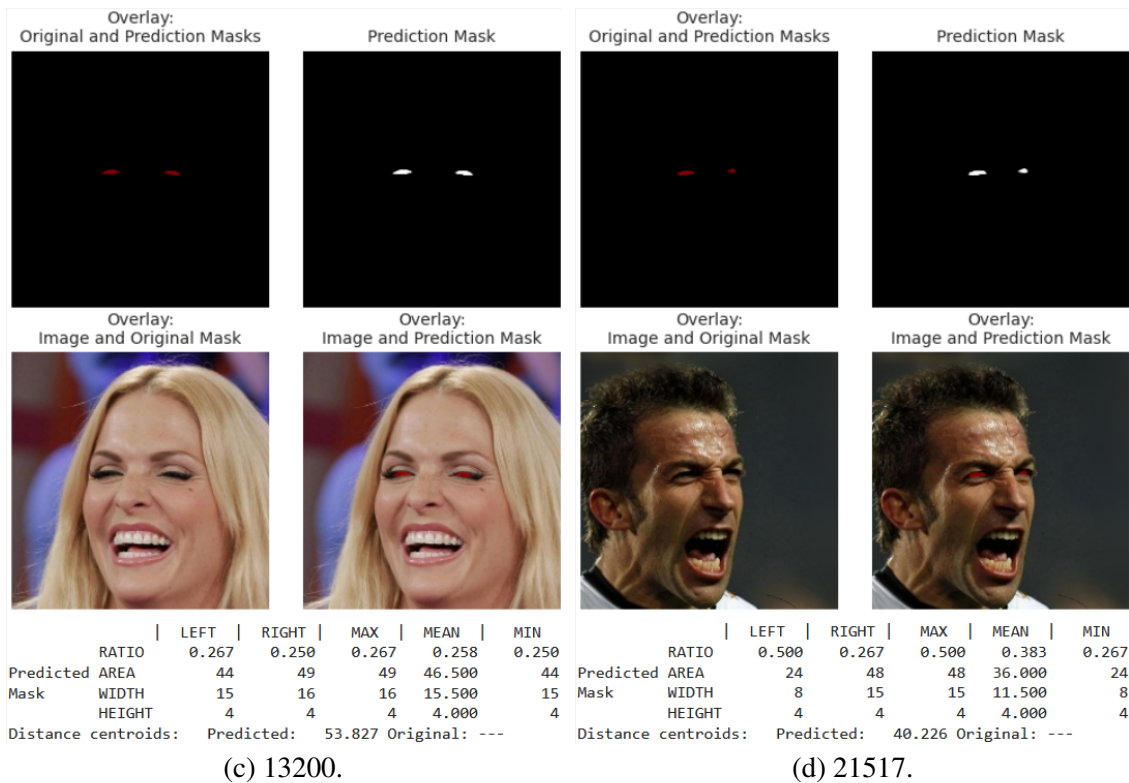 Overlay:
Original and Prediction Masks
Prediction Mask
Overlay:
Image and Original Mask
Overlay:
Image and Prediction Mask
| LEFT | RIGHT | MAX | MEAN | MIN
RATIO 0.267 0.250 0.267 0.258 0.250
Predicted AREA 44 49 49 46.500 44
Mask WIDTH 15 16 16 15.500 15
HEIGHT 4 4 4 4.000 4
Distance centroids: Predicted: 53.827 Original: ---
(c) 13200.
Overlay:
Original and Prediction Masks
Prediction Mask
Overlay:
Image and Original Mask
Overlay:
Image and Prediction Mask
| LEFT | RIGHT | MAX | MEAN | MIN
RATIO 0.500 0.267 0.500 0.383 0.267
Predicted AREA 24 48 48 36.000 24
Mask WIDTH 8 15 15 11.500 8
HEIGHT 4 4 4 4.000 4
Distance centroids: Predicted: 40.226 Original: ---
(d) 21517.